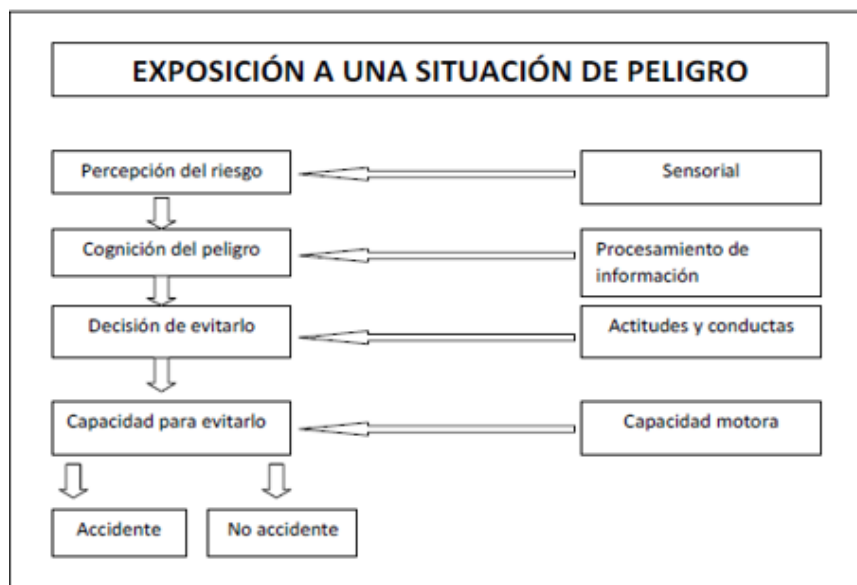 EXPOSICIÓN A UNA SITUACIÓN DE PELIGRO
Percepción del riesgo
Sensorial
Cognición del peligro
Procesamiento de
información
Decisión de evitarlo
Actitudes y conductas
Capacidad para evitarlo
Capacidad motora
Accidente
No accidente